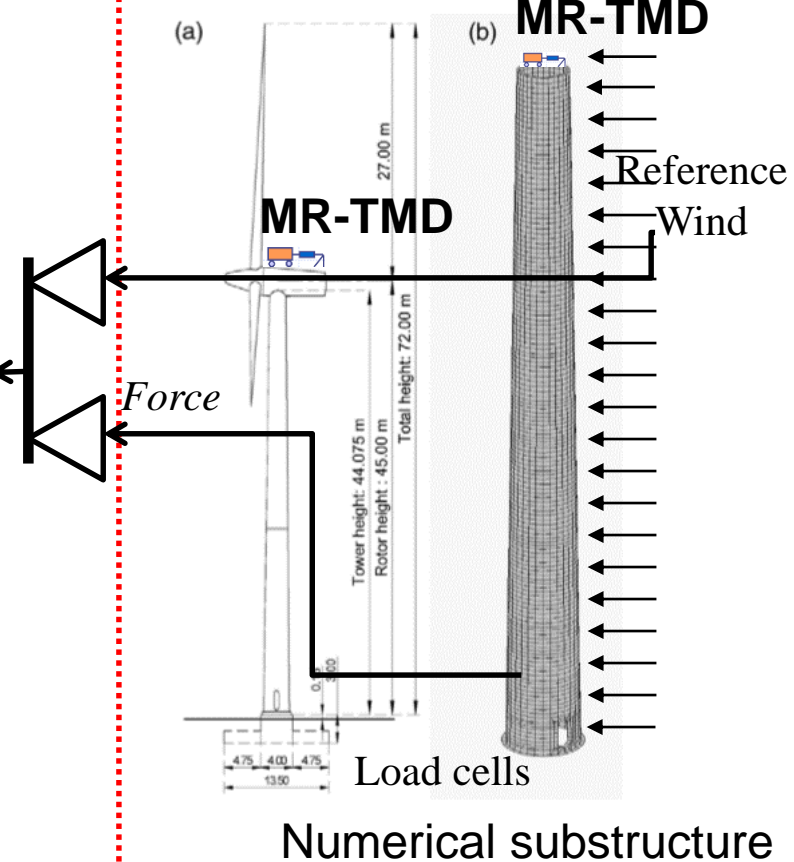 MR-TMD
(a)
(b)
27.00 m
Reference
Wind
MR-TMD
Total height: 72.00 m
Force
Tower height: 44.075 m
Rotor height : 45.00 m
4.75 4.00 4.75
13.50
Load cells
Numerical substructure